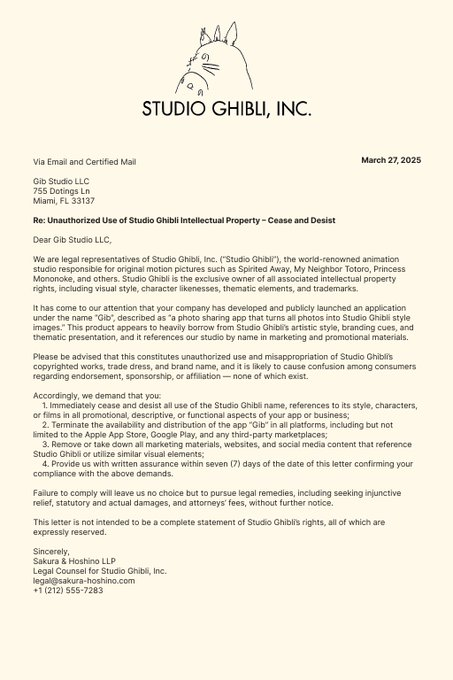 STUDIO GHIBLI, INC.
Via Email and Certified Mail
March 27, 2025
Gib Studio LLC
755 Dotings Ln
Miami, FL 33137
Re: Unauthorized Use of Studio Ghibli Intellectual Property – Cease and Desist
Dear Gib Studio LLC,
We are legal representatives of Studio Ghibli, Inc. (“Studio Ghibli”), the world-renowned animation
studio responsible for original motion pictures such as Spirited Away, My Neighbor Totoro, Princess
Mononoke, and others. Studio Ghibli is the exclusive owner of all associated intellectual property
rights, including visual style, character likenesses, thematic elements, and trademarks.
It has come to our attention that your company has developed and publicly launched an application
under the name “Gib”, described as “a photo sharing app that turns all photos into Studio Ghibli style
images.” This product appears to heavily borrow from Studio Ghibli’s artistic style, branding cues, and
thematic presentation, and it references our studio by name in marketing and promotional materials.
Please be advised that this constitutes unauthorized use and misappropriation of Studio Ghibli’s
copyrighted works, trade dress, and brand name, and it is likely to cause confusion among consumers
regarding endorsement, sponsorship, or affiliation — none of which exist.
Accordingly, we demand that you:
1. Immediately cease and desist all use of the Studio Ghibli name, references to its style, characters,
or films in all promotional, descriptive, or functional aspects of your app or business;
2. Terminate the availability and distribution of the app “Gib” in all platforms, including but not
limited to the Apple App Store, Google Play, and any third-party marketplaces;
3. Remove or take down all marketing materials, websites, and social media content that reference
Studio Ghibli or utilize similar visual elements;
4. Provide us with written assurance within seven (7) days of the date of this letter confirming your
compliance with the above demands.
Failure to comply will leave us no choice but to pursue legal remedies, including seeking injunctive
relief, statutory and actual damages, and attorneys’ fees, without further notice.
This letter is not intended to be a complete statement of Studio Ghibli’s rights, all of which are
expressly reserved.
Sincerely,
Sakura & Hoshino LLP
Legal Counsel for Studio Ghibli, Inc.
legal@sakura-hoshino.com
+1 (212) 555-7283